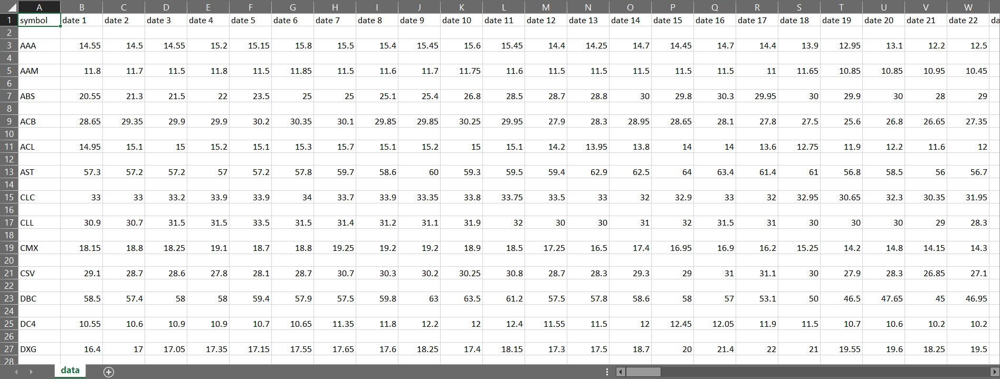 A B C D E F G H I J K L M N O P Q R S T U V W
1 symbol date 1 date 2 date 3 date 4 date 5 date 6 date 7 date 8 date 9 date 10 date 11 date 12 date 13 date 14 date 15 date 16 date 17 date 18 date 19 date 20 date 21 date 22 da
2
3 AAA 14.55 14.5 14.55 15.2 15.15 15.8 15.5 15.4 15.45 15.6 15.45 14.4 14.25 14.7 14.45 14.7 14.4 13.9 12.95 13.1 12.2 12.5
4
5 AAM 11.8 11.7 11.5 11.8 11.5 11.85 11.5 11.6 11.7 11.75 11.6 11.5 11.5 11.5 11.5 11.5 11 11.65 10.85 10.85 10.95 10.45
6
7 ABS 20.55 21.3 21.5 22 23.5 25 25 25.1 25.4 26.8 28.5 28.7 28.8 30 29.8 30.3 29.95 30 29.9 30 28 29
8
9 ACB 28.65 29.35 29.9 29.9 30.2 30.35 30.1 29.85 29.85 30.25 29.95 27.9 28.3 28.95 28.65 28.1 27.8 27.5 25.6 26.8 26.65 27.35
10
11 ACL 14.95 15.1 15 15.2 15.1 15.3 15.7 15.1 15.2 15 15.1 14.2 13.95 13.8 14 14 13.6 12.75 11.9 12.2 11.6 12
12
13 AST 57.3 57.2 57.2 57 57.2 57.8 59.7 58.6 60 59.3 59.5 59.4 62.9 62.5 64 63.4 61.4 61 56.8 58.5 56 56.7
14
15 CLC 33 33 33.2 33.9 33.9 34 33.7 33.9 33.35 33.8 33.75 33.5 33 32 32.9 33 32 32.95 30.65 32.3 30.35 31.95
16
17 CLL 30.9 30.7 31.5 31.5 33.5 31.5 31.4 31.2 31.1 31.9 32 30 30 31 32 31.5 31 30 30 30 29 28.3
18
19 CMX 18.15 18.8 18.25 19.1 18.7 18.8 19.25 19.2 19.2 18.9 18.5 17.25 16.5 17.4 16.95 16.9 16.2 15.25 14.2 14.8 14.15 14.3
20
21 CSV 29.1 28.7 28.6 27.8 28.1 28.7 30.7 30.3 30.2 30.25 30.8 28.7 28.3 29.3 29 31 31.1 30 27.9 28.3 26.85 27.1
22
23 DBC 58.5 57.4 58 58 59.4 57.9 57.5 59.8 63 63.5 61.2 57.5 57.8 58.6 58 57 53.1 50 46.5 47.65 45 46.95
24
25 DC4 10.55 10.6 10.9 10.9 10.7 10.65 11.35 11.8 12.2 12 12.4 11.55 11.5 12 12.45 12.05 11.9 11.5 10.7 10.6 10.2 10.2
26
27 DXG 16.4 17 17.05 17.35 17.15 17.55 17.65 17.6 18.25 17.4 18.15 17.3 17.5 18.7 20 21.4 22 21 19.55 19.6 18.25 19.5
28
data